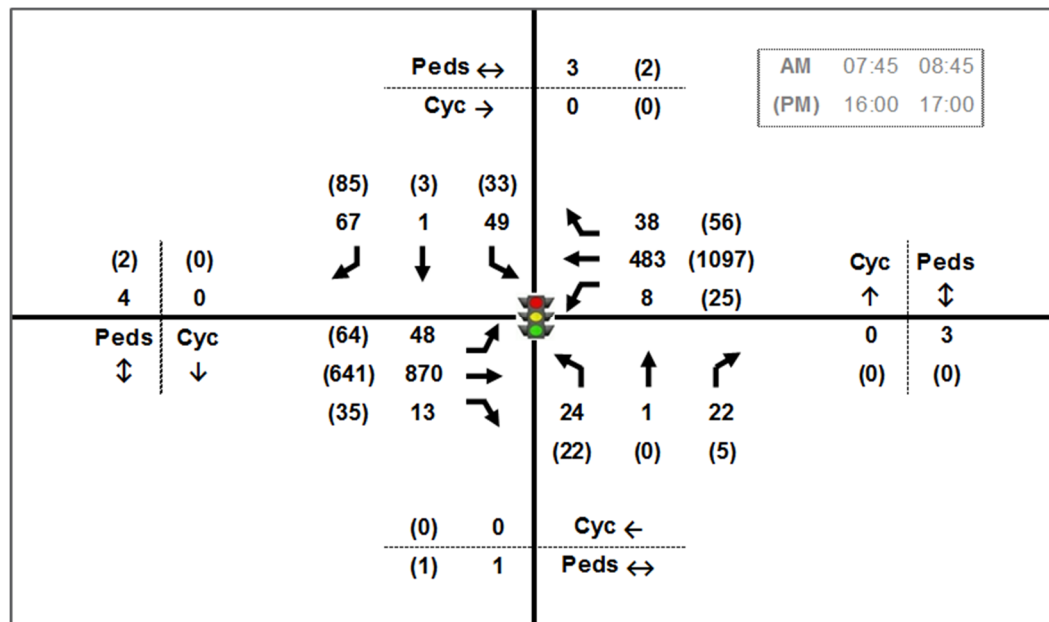 Peds ↔ 3 (2)
Cyc → 0 (0)
AM 07:45 08:45
(PM) 16:00 17:00
(85) (3) (33)
67 1 49
38 (56)
483 (1097)
8 (25)
(2) (0)
4 0
Peds Cyc
↕ ↓
Cyc Peds
↑ ↕
0 3
(0) (0)
(64) 48
(641) 870
(35) 13
24 1 22
(22) (0) (5)
(0) 0 Cyc ←
(1) 1 Peds ↔